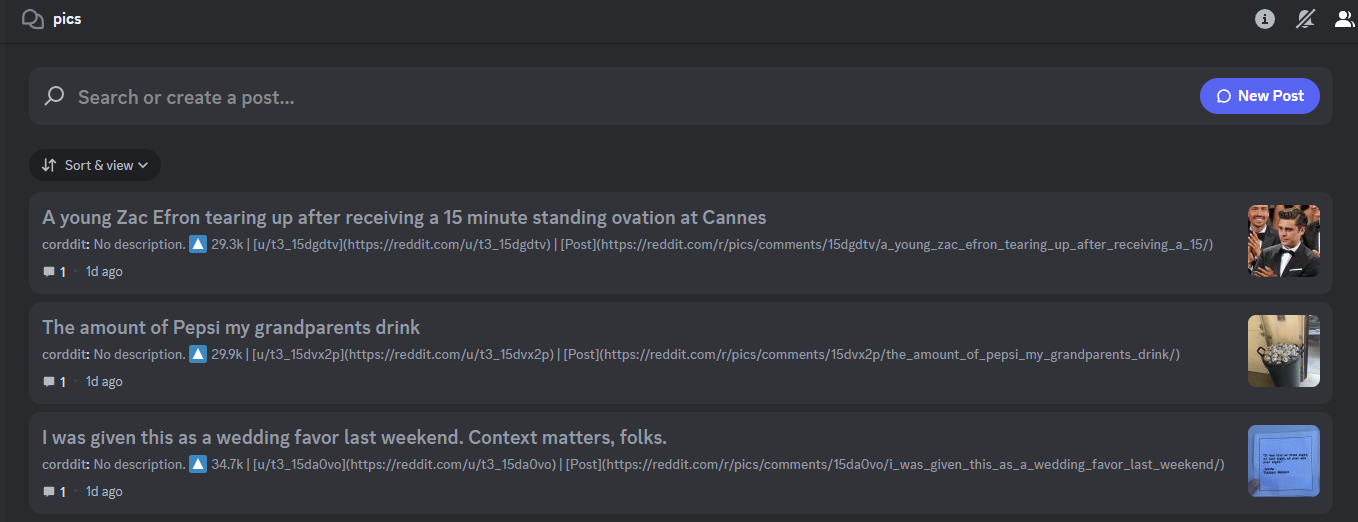 pics
Search or create a post...
New Post
Sort & view
A young Zac Efron tearing up after receiving a 15 minute standing ovation at Cannes
corddit: No description. 29.3k | [u/t3_15dgdtv](https://reddit.com/u/t3_15dgdtv) | [Post](https://reddit.com/r/pics/comments/15dgdtv/a_young_zac_efron_tearing_up_after_receiving_a_15/)
1 · 1d ago
The amount of Pepsi my grandparents drink
corddit: No description. 29.9k | [u/t3_15dvx2p](https://reddit.com/u/t3_15dvx2p) | [Post](https://reddit.com/r/pics/comments/15dvx2p/the_amount_of_pepsi_my_grandparents_drink/)
1 · 1d ago
I was given this as a wedding favor last weekend. Context matters, folks.
corddit: No description. 34.7k | [u/t3_15da0vo](https://reddit.com/u/t3_15da0vo) | [Post](https://reddit.com/r/pics/comments/15da0vo/i_was_given_this_as_a_wedding_favor_last_weekend/)
1 · 1d ago